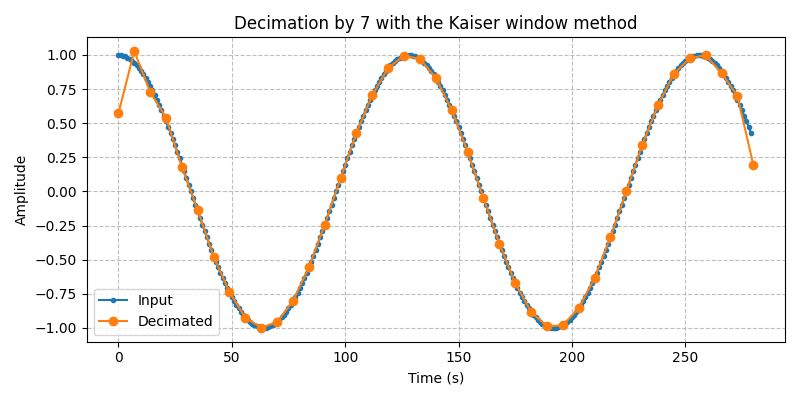 Decimation by 7 with the Kaiser window method
Amplitude
1.00
0.75
0.50
0.25
0.00
−0.25
−0.50
−0.75
−1.00
Input
Decimated
0 50 100 150 200 250
Time (s)